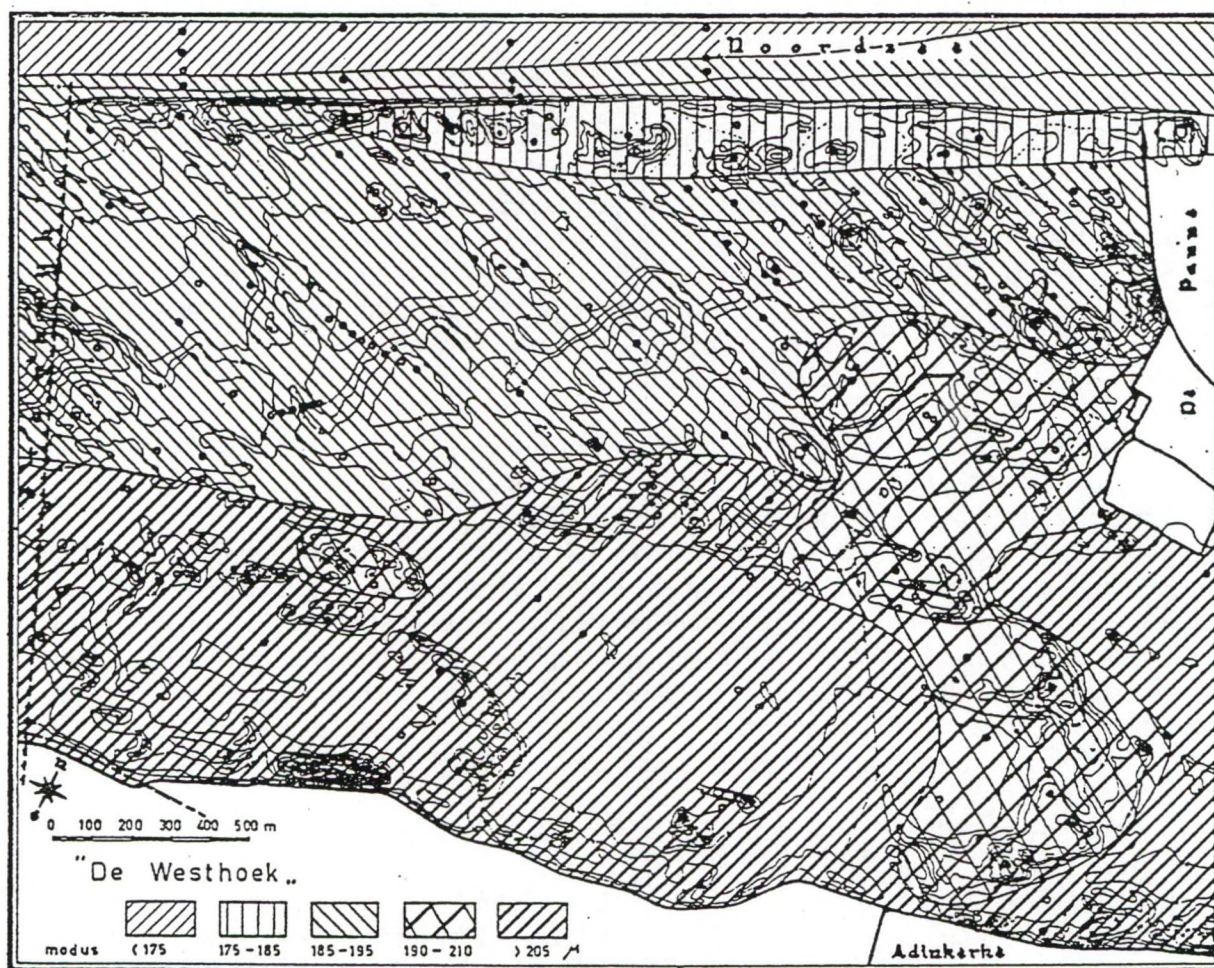 Noordzee
De Panne
0 100 200 300 400 500 m
"De Westhoek"
modus <175 175-185 185-195 190-210 >205 μ
Adinkerke